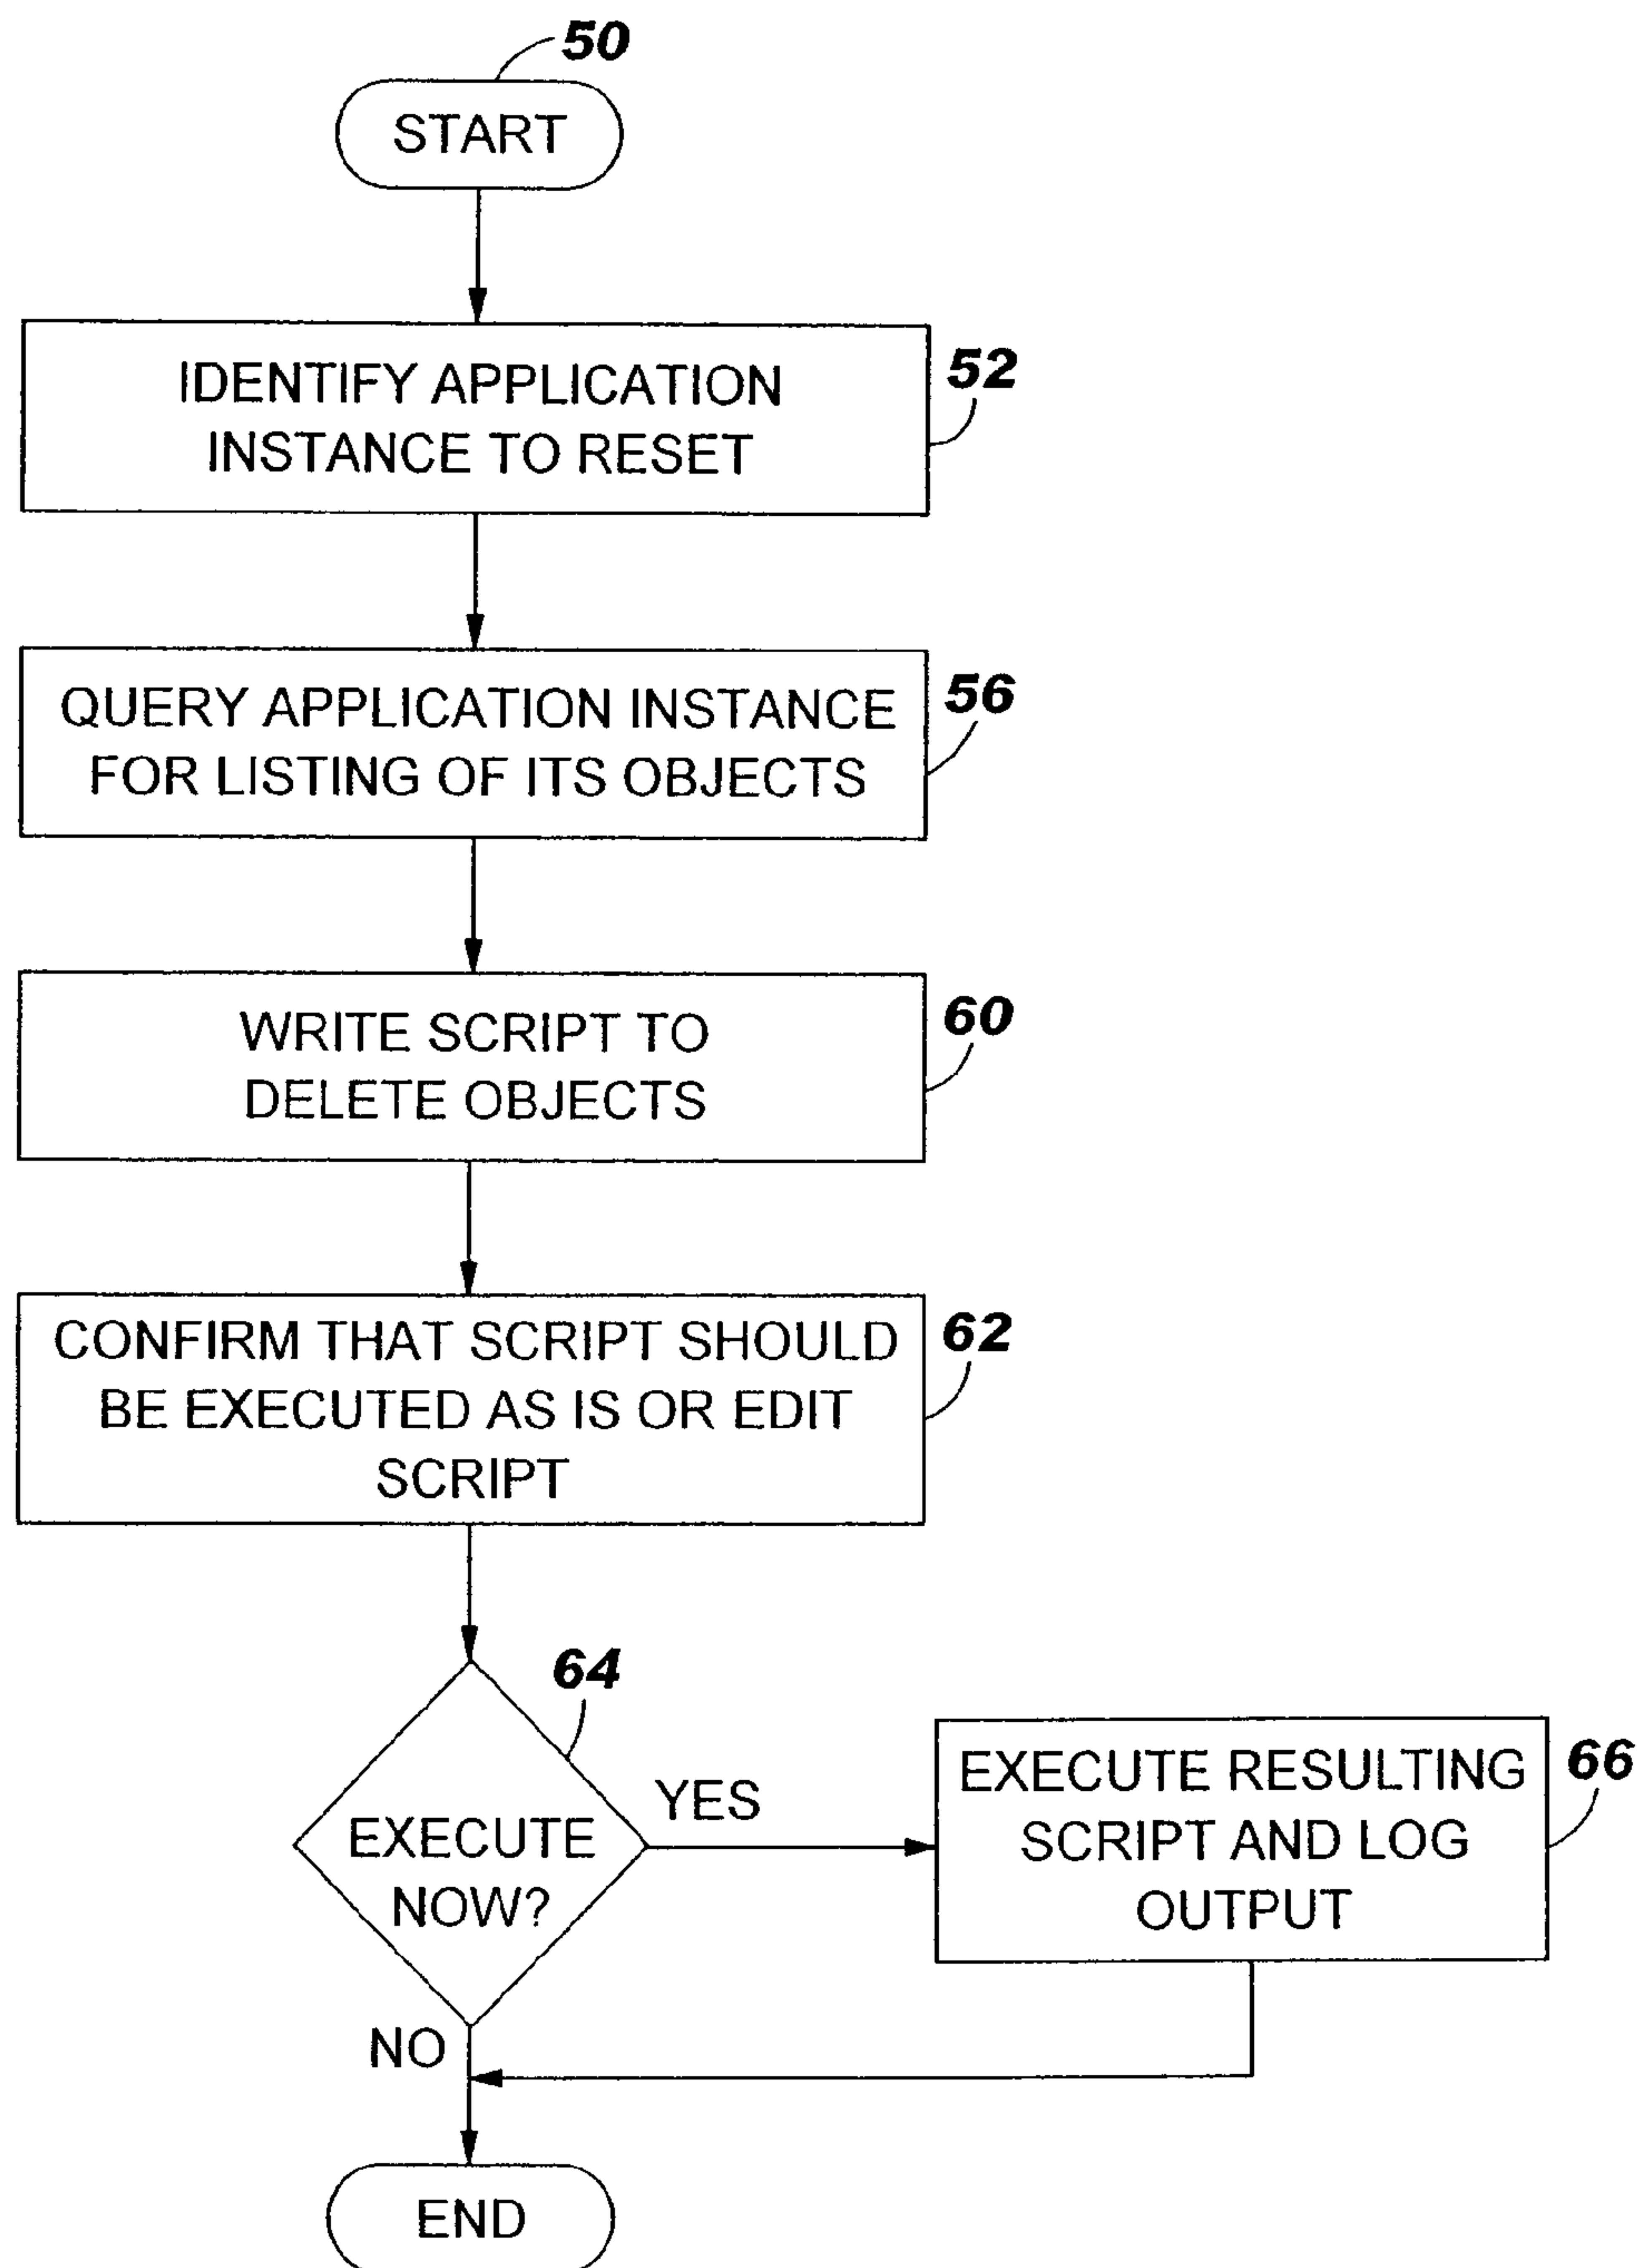 50
START
IDENTIFY APPLICATION
INSTANCE TO RESET
52
QUERY APPLICATION INSTANCE
FOR LISTING OF ITS OBJECTS
56
WRITE SCRIPT TO
DELETE OBJECTS
60
CONFIRM THAT SCRIPT SHOULD
BE EXECUTED AS IS OR EDIT
SCRIPT
62
64
EXECUTE
NOW?
YES
EXECUTE RESULTING
SCRIPT AND LOG
OUTPUT
66
NO
END